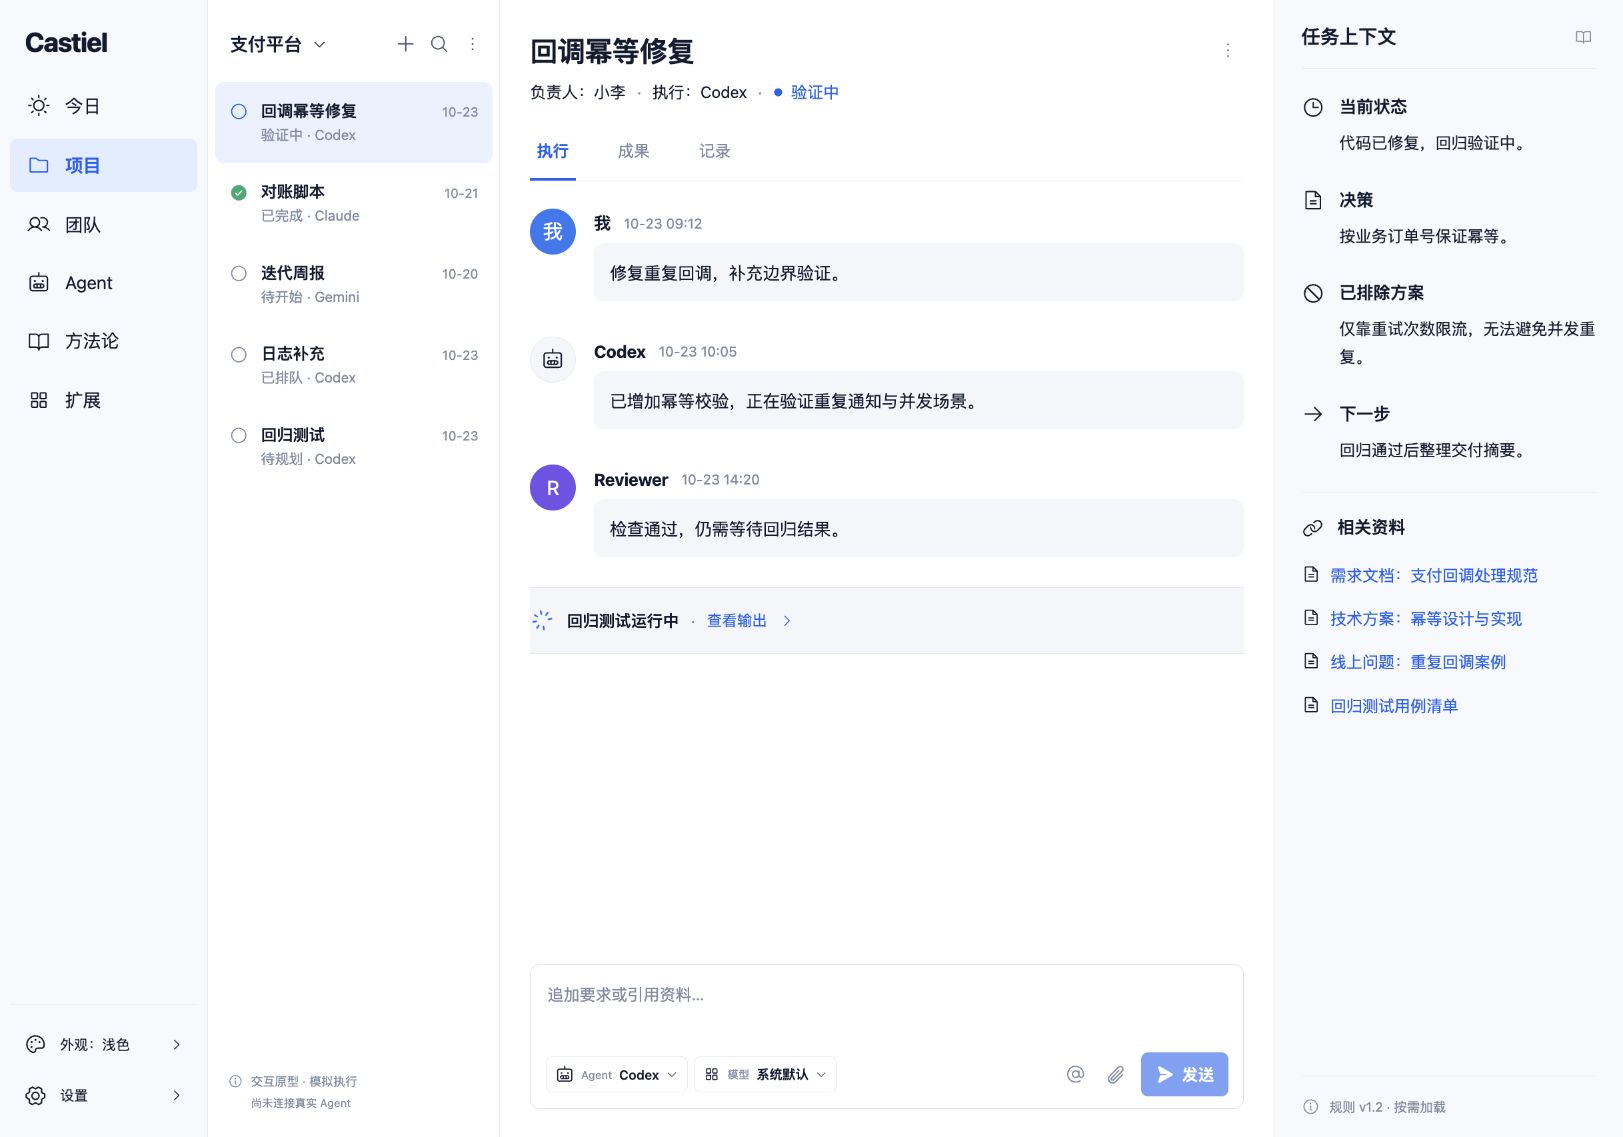 Castiel
今日
项目
团队
Agent
方法论
扩展
外观：浅色
设置
支付平台
回调幂等修复
10-23
验证中 · Codex
对账脚本
10-21
已完成 · Claude
迭代周报
10-20
待开始 · Gemini
日志补充
10-23
已排队 · Codex
回归测试
10-23
待规划 · Codex
交互原型 · 模拟执行
尚未连接真实 Agent
回调幂等修复
负责人：小李 · 执行：Codex · 验证中
执行 成果 记录
我
我 10-23 09:12
修复重复回调，补充边界验证。
Codex 10-23 10:05
已增加幂等校验，正在验证重复通知与并发场景。
R
Reviewer 10-23 14:20
检查通过，仍需等待回归结果。
回归测试运行中 · 查看输出
追加要求或引用资料...
Agent Codex 模型 系统默认 @ 发送
任务上下文
当前状态
代码已修复，回归验证中。
决策
按业务订单号保证幂等。
已排除方案
仅靠重试次数限流，无法避免并发重
复。
下一步
回归通过后整理交付摘要。
相关资料
需求文档：支付回调处理规范
技术方案：幂等设计与实现
线上问题：重复回调案例
回归测试用例清单
规则 v1.2 · 按需加载